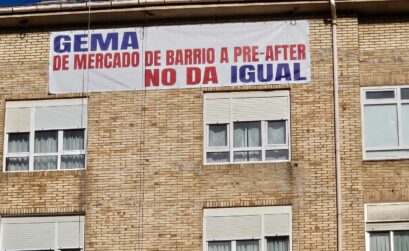 GEMA
DE MERCADO DE BARRIO A PRE-AFTER
NO DA IGUAL